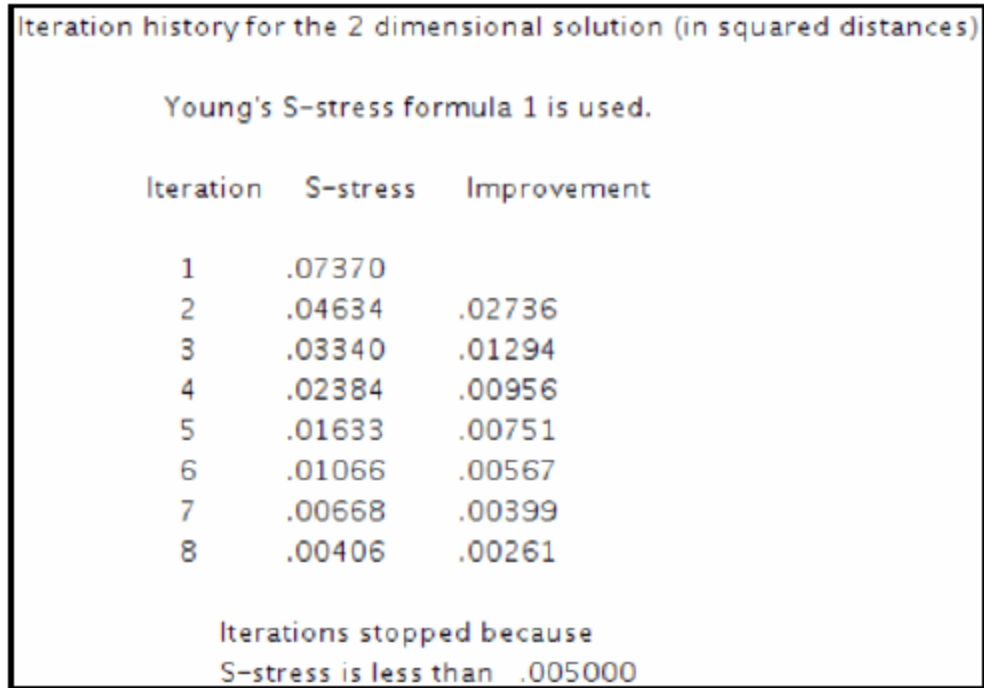 Iteration history for the 2 dimensional solution (in squared distances)
Young's S-stress formula 1 is used.
Iteration S-stress Improvement
1 .07370
2 .04634 .02736
3 .03340 .01294
4 .02384 .00956
5 .01633 .00751
6 .01066 .00567
7 .00668 .00399
8 .00406 .00261
Iterations stopped because
S-stress is less than .005000